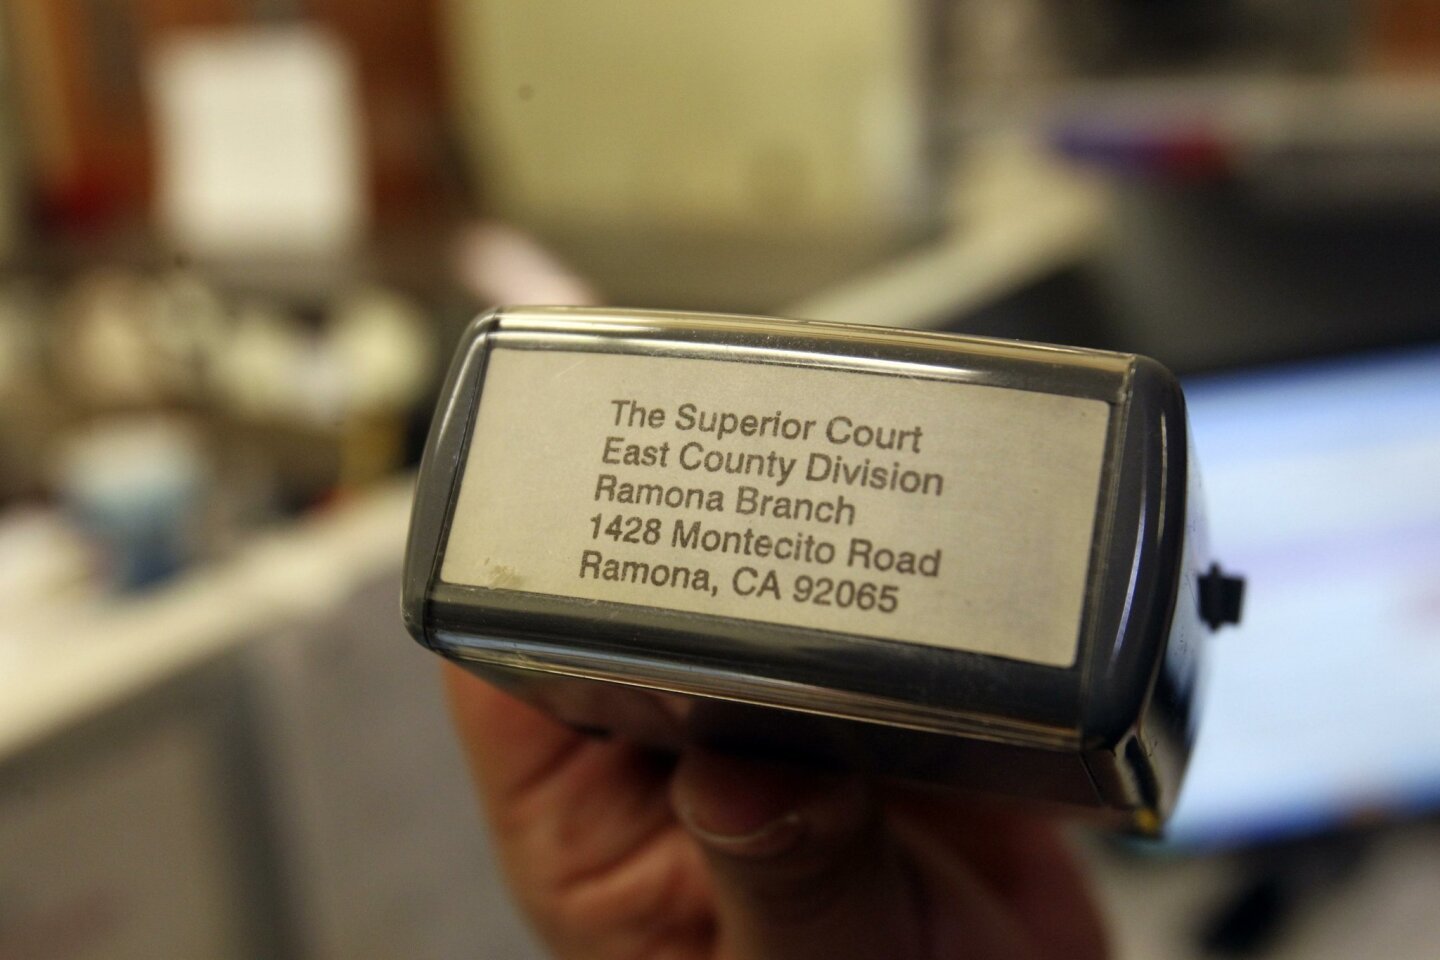 The Superior Court
East County Division
Ramona Branch
1428 Montecito Road
Ramona, CA 92065